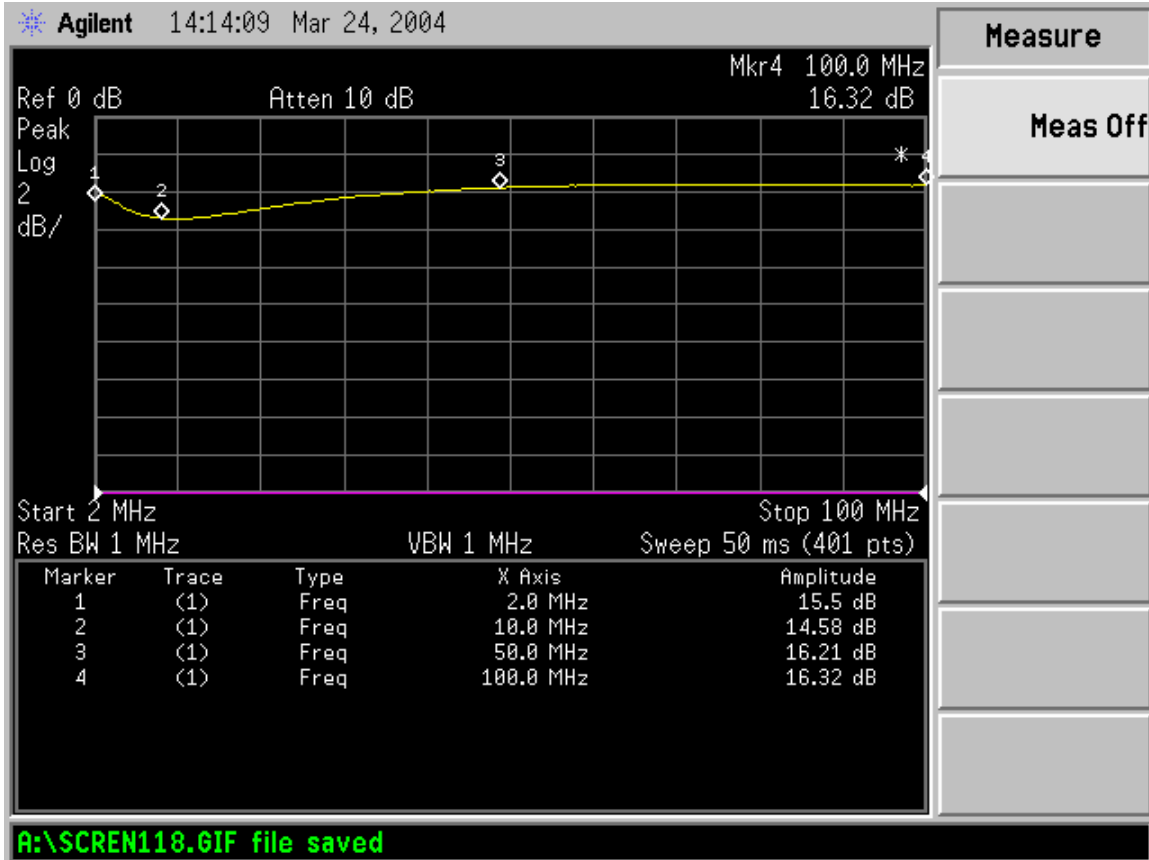 Agilent 14:14:09 Mar 24, 2004
Measure
Mkr4 100.0 MHz
Ref 0 dB Atten 10 dB 16.32 dB
Meas Off
Peak
Log
2
dB/
1
2
3
* 4
Start 2 MHz Stop 100 MHz
Res BW 1 MHz VBW 1 MHz Sweep 50 ms (401 pts)
Marker Trace Type X Axis Amplitude
1 (1) Freq 2.0 MHz 15.5 dB
2 (1) Freq 10.0 MHz 14.58 dB
3 (1) Freq 50.0 MHz 16.21 dB
4 (1) Freq 100.0 MHz 16.32 dB
A:\SCREN118.GIF file saved